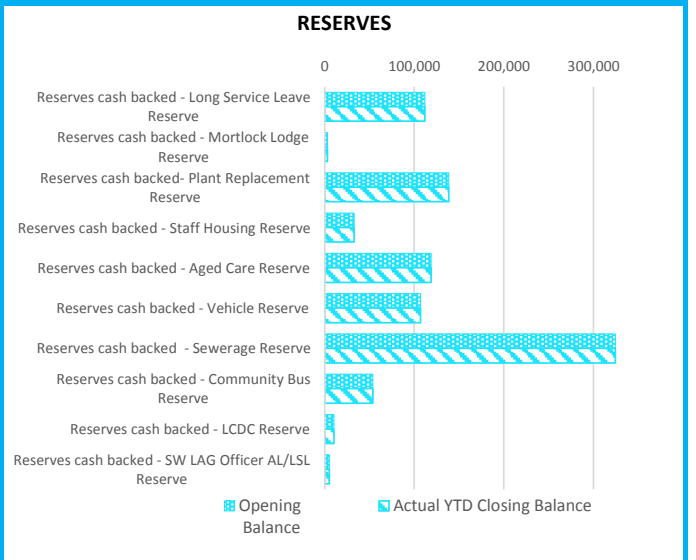 RESERVES
0 100,000 200,000 300,000
Reserves cash backed - Long Service Leave
Reserve
Reserves cash backed - Mortlock Lodge
Reserve
Reserves cash backed- Plant Replacement
Reserve
Reserves cash backed - Staff Housing Reserve
Reserves cash backed - Aged Care Reserve
Reserves cash backed - Vehicle Reserve
Reserves cash backed - Sewerage Reserve
Reserves cash backed - Community Bus
Reserve
Reserves cash backed - LCDC Reserve
Reserves cash backed - SW LAG Officer AL/LSL
Reserve
Opening
Balance
Actual YTD Closing Balance